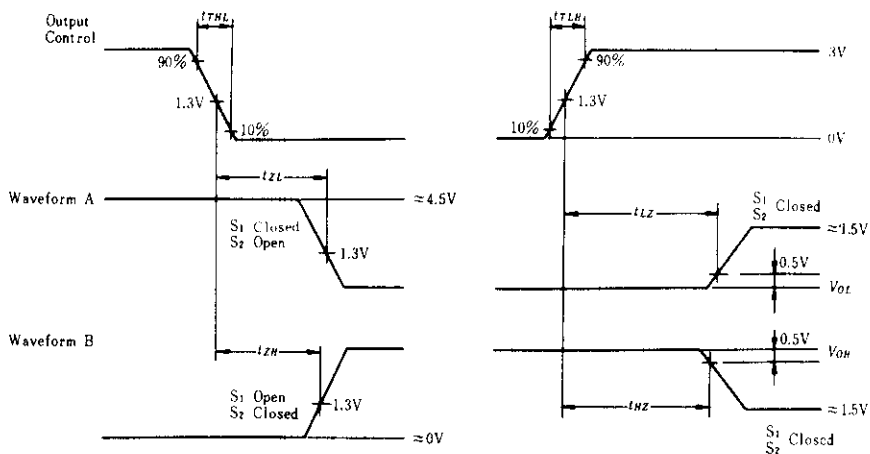 Output
Control
tTHL
90%
1.3V
10%
tTLH
90%
1.3V
10%
3V
0V
Waveform A
tZL
≈4.5V
S1 Closed
S2 Open
1.3V
tLZ
S1
S2 Closed
≈1.5V
0.5V
VOL
Waveform B
tZH
S1 Open
S2 Closed
1.3V
≈0V
0.5V
VOH
tHZ
≈1.5V
S1
S2 Closed